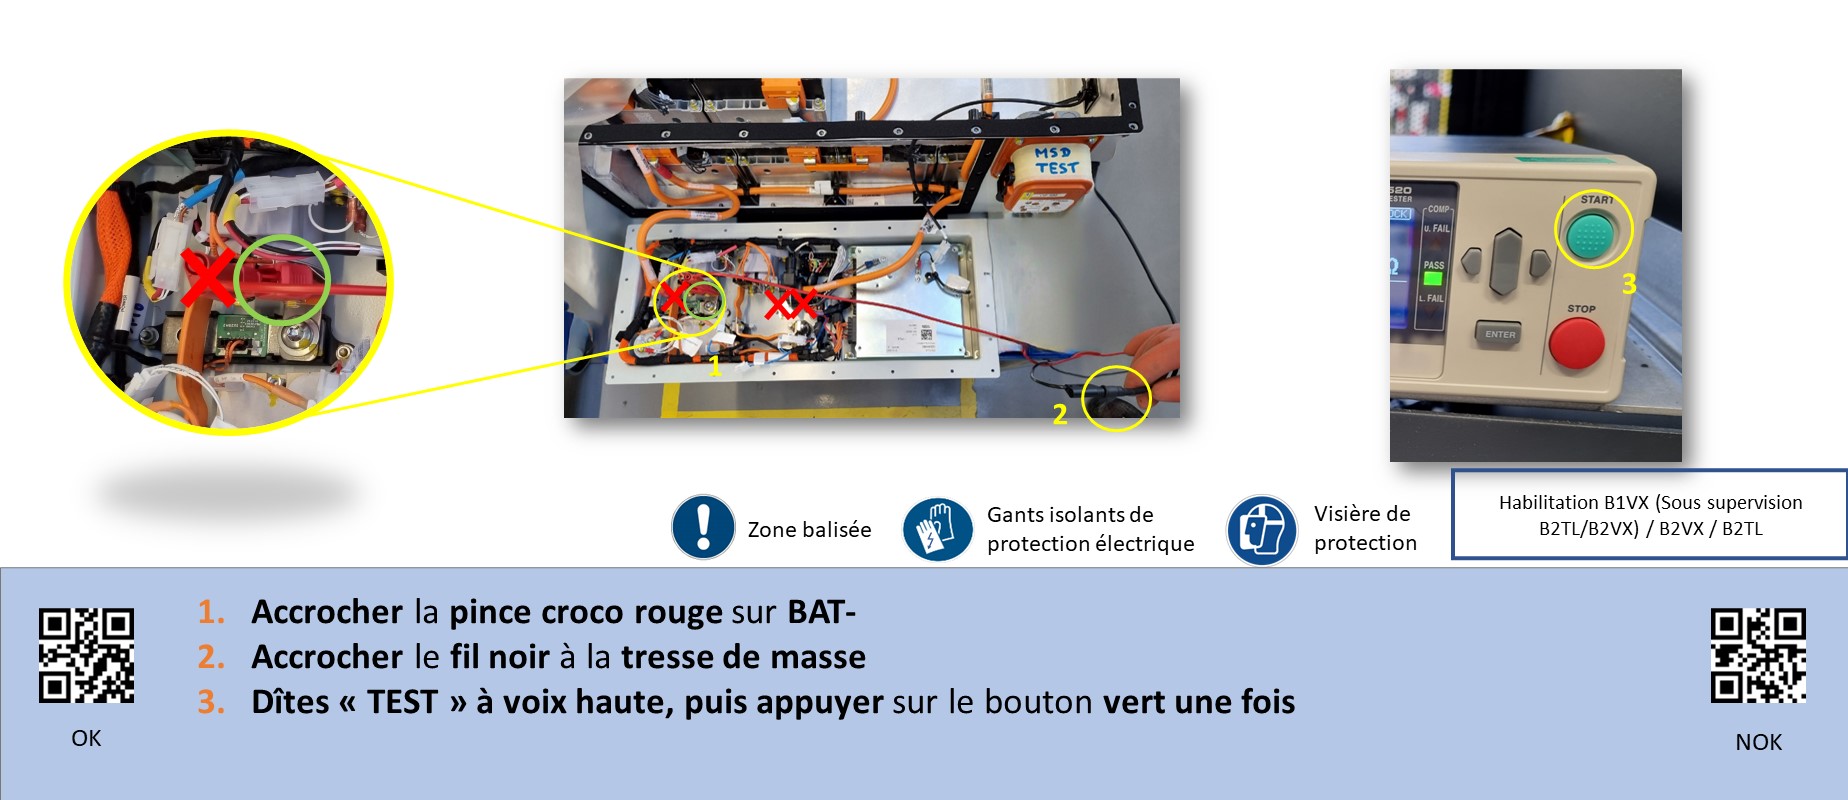 MSD
TEST
1
2
520
ESTER
OCK
COMP
U. FAIL
PASS
L. FAIL
Ω
ENTER
START
STOP
3
Zone balisée
Gants isolants de
protection électrique
Visière de
protection
Habilitation B1VX (Sous supervision
B2TL/B2VX) / B2VX / B2TL
1. Accrocher la pince croco rouge sur BAT-
2. Accrocher le fil noir à la tresse de masse
3. Dîtes « TEST » à voix haute, puis appuyer sur le bouton vert une fois
OK
NOK